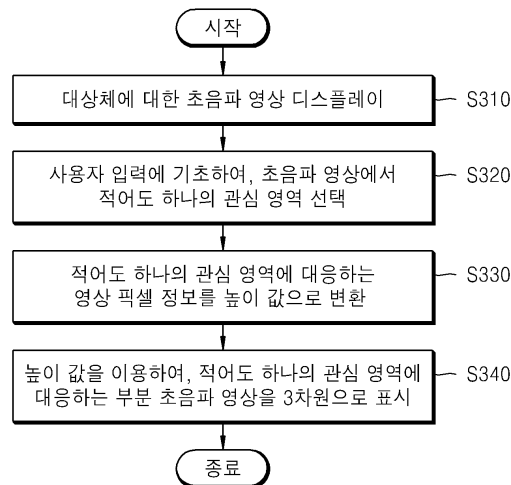 시작
대상체에 대한 초음파 영상 디스플레이
S310
사용자 입력에 기초하여, 초음파 영상에서
적어도 하나의 관심 영역 선택
S320
적어도 하나의 관심 영역에 대응하는
영상 픽셀 정보를 높이 값으로 변환
S330
높이 값을 이용하여, 적어도 하나의 관심 영역에
대응하는 부분 초음파 영상을 3차원으로 표시
S340
종료